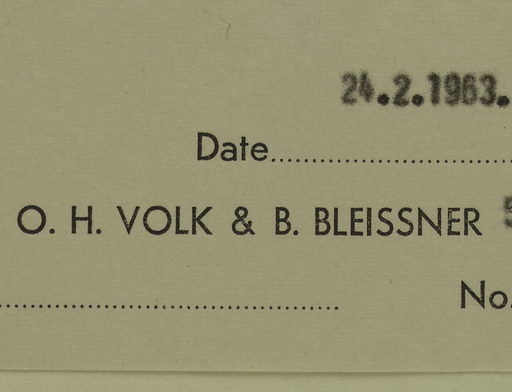 24.2.1963.
Date
O. H. VOLK & B. BLEISSNER
No.